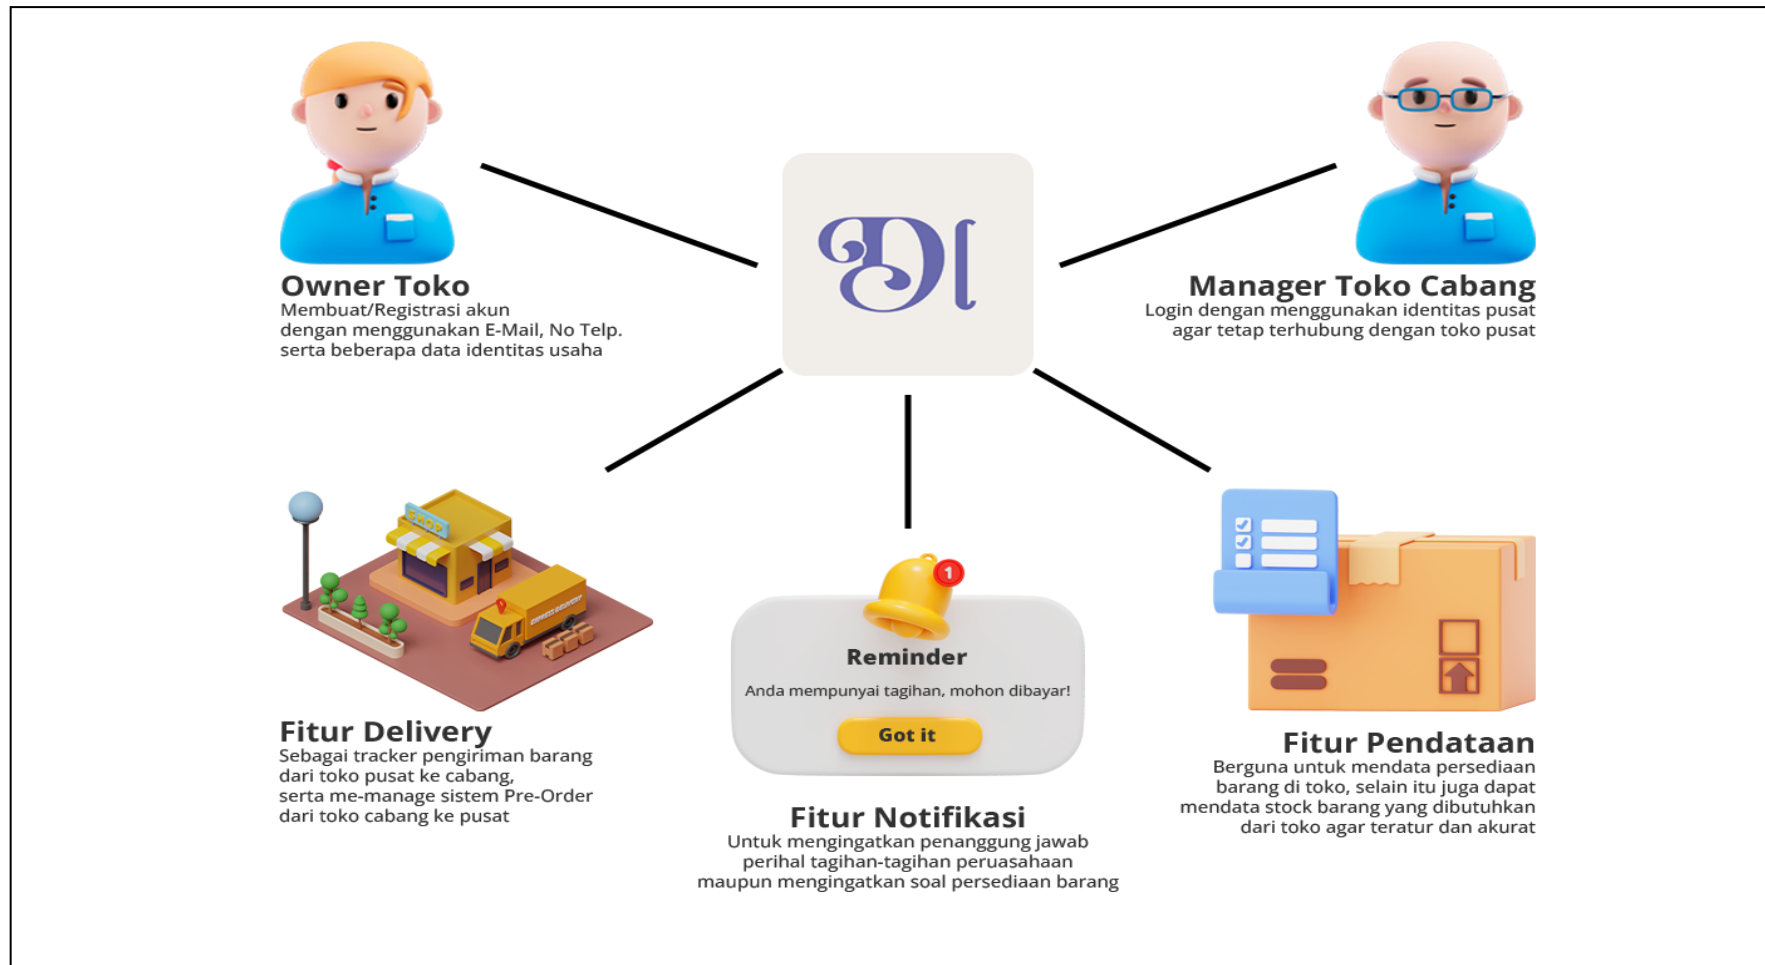 Dl
Owner Toko
Membuat/Registrasi akun
dengan menggunakan E-Mail, No Telp.
serta beberapa data identitas usaha
Manager Toko Cabang
Login dengan menggunakan identitas pusat
agar tetap terhubung dengan toko pusat
SHOP
EXPRESS DELIVERY
Fitur Delivery
Sebagai tracker pengiriman barang
dari toko pusat ke cabang,
serta me-manage sistem Pre-Order
dari toko cabang ke pusat
1
Reminder
Anda mempunyai tagihan, mohon dibayar!
Got it
Fitur Notifikasi
Untuk mengingatkan penanggung jawab
perihal tagihan-tagihan peruasahaan
maupun mengingatkan soal persediaan barang
Fitur Pendataan
Berguna untuk mendata persediaan
barang di toko, selain itu juga dapat
mendata stock barang yang dibutuhkan
dari toko agar teratur dan akurat